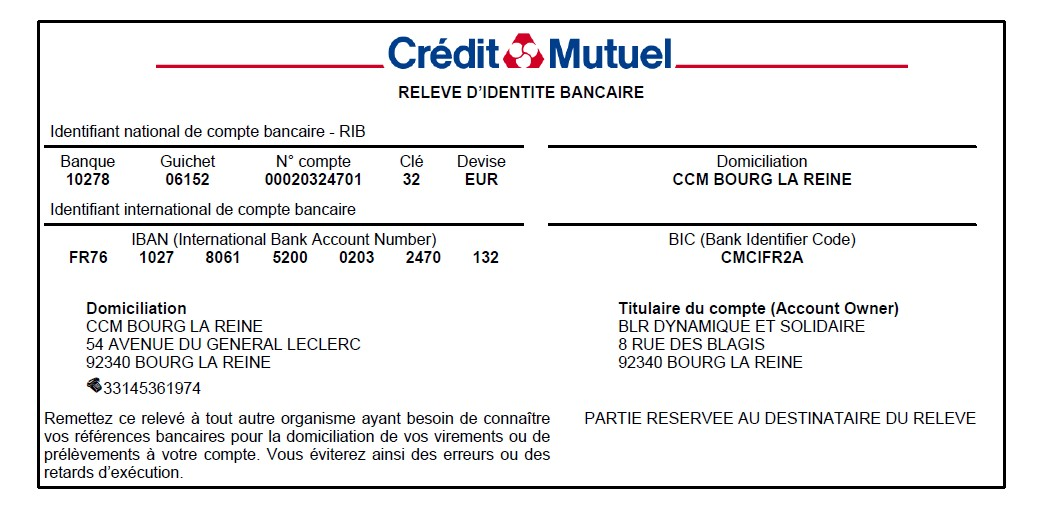 Crédit Mutuel
RELEVE D'IDENTITE BANCAIRE
Identifiant national de compte bancaire - RIB
Banque Guichet N° compte Clé Devise Domiciliation
10278 06152 00020324701 32 EUR CCM BOURG LA REINE
Identifiant international de compte bancaire
IBAN (International Bank Account Number) BIC (Bank Identifier Code)
FR76 1027 8061 5200 0203 2470 132 CMCIFR2A
Domiciliation
CCM BOURG LA REINE
54 AVENUE DU GENERAL LECLERC
92340 BOURG LA REINE
33145361974
Titulaire du compte (Account Owner)
BLR DYNAMIQUE ET SOLIDAIRE
8 RUE DES BLAGIS
92340 BOURG LA REINE
Remettez ce relevé à tout autre organisme ayant besoin de connaître
vos références bancaires pour la domiciliation de vos virements ou de
prélèvements à votre compte. Vous éviterez ainsi des erreurs ou des
retards d'exécution.
PARTIE RESERVEE AU DESTINATAIRE DU RELEVE